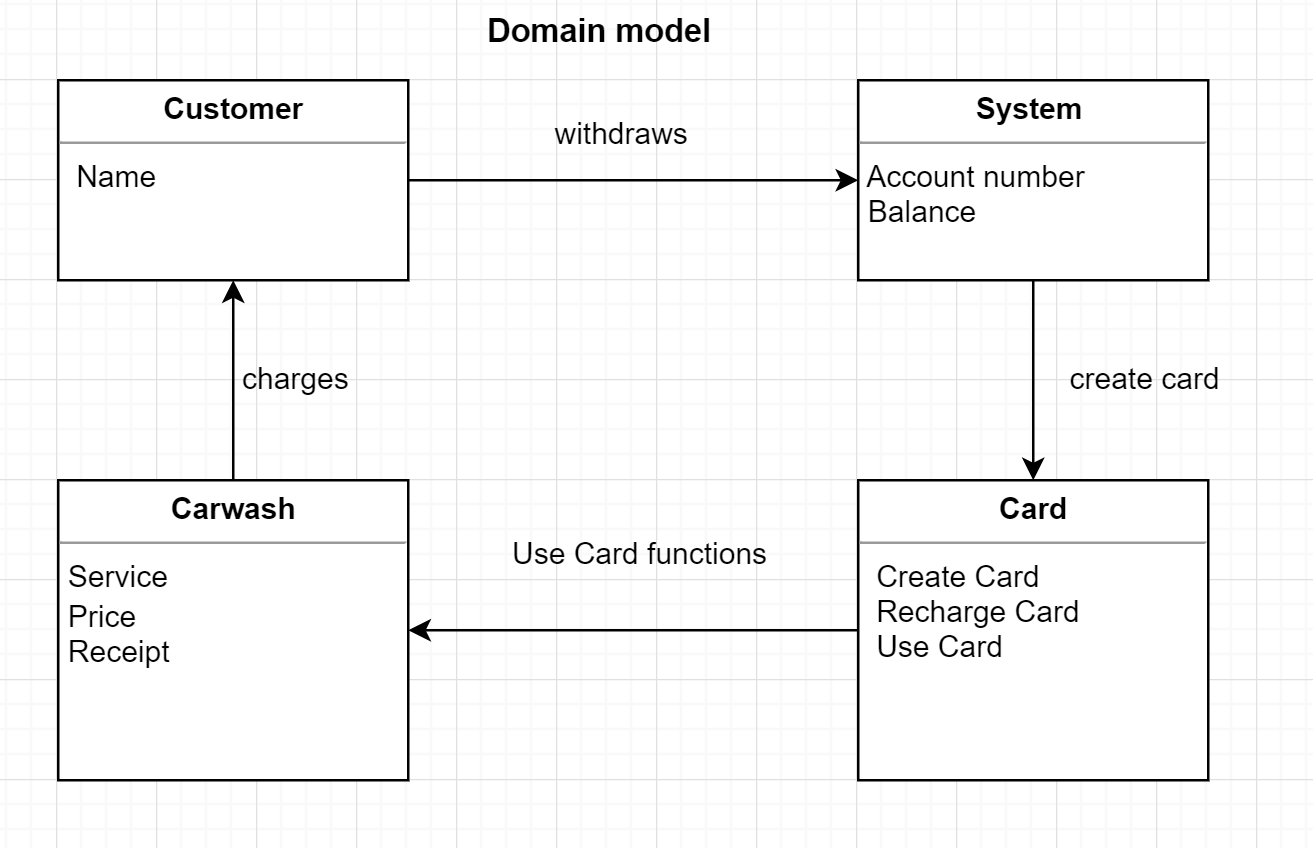 Domain model
Customer
Name
withdraws
System
Account number
Balance
charges
create card
Carwash
Service
Price
Receipt
Use Card functions
Card
Create Card
Recharge Card
Use Card